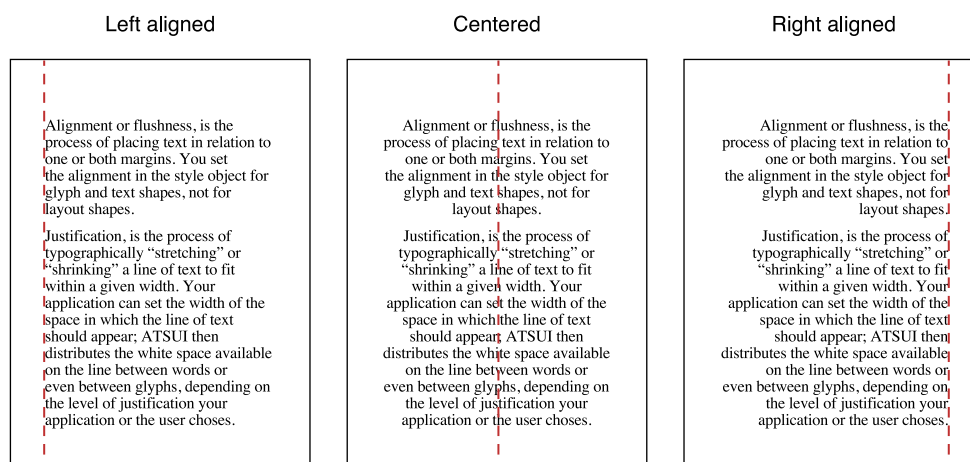 Left aligned
Alignment or flushness, is the
process of placing text in relation to
one or both margins. You set
the alignment in the style object for
glyph and text shapes, not for
layout shapes.
Justification, is the process of
typographically “stretching” or
“shrinking” a line of text to fit
within a given width. Your
application can set the width of the
space in which the line of text
should appear; ATSUI then
distributes the white space available
on the line between words or
even between glyphs, depending on
the level of justification your
application or the user choses.
Centered
Alignment or flushness, is the
process of placing text in relation to
one or both margins. You set
the alignment in the style object for
glyph and text shapes, not for
layout shapes.
Justification, is the process of
typographically “stretching” or
“shrinking” a line of text to fit
within a given width. Your
application can set the width of the
space in which the line of text
should appear; ATSUI then
distributes the white space available
on the line between words or
even between glyphs, depending on
the level of justification your
application or the user choses.
Right aligned
Alignment or flushness, is the
process of placing text in relation to
one or both margins. You set
the alignment in the style object for
glyph and text shapes, not for
layout shapes.
Justification, is the process of
typographically “stretching” or
“shrinking” a line of text to fit
within a given width. Your
application can set the width of the
space in which the line of text
should appear; ATSUI then
distributes the white space available
on the line between words or
even between glyphs, depending on
the level of justification your
application or the user choses.